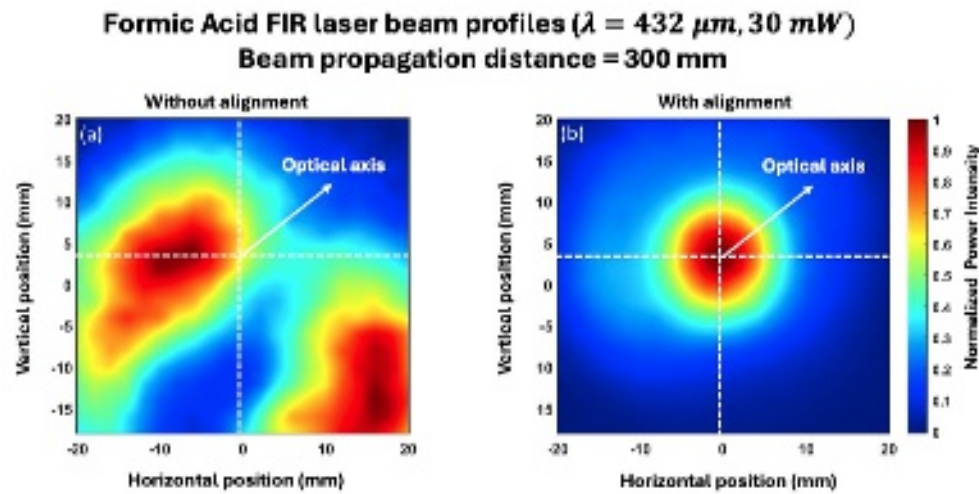 Formic Acid FIR laser beam profiles (λ = 432 μm, 30 mW)
Beam propagation distance = 300 mm
Without alignment
(a)
Optical axis
Vertical position (mm)
20
15
10
5
0
-5
-10
-15
-20
-10
0
10
20
Horizontal position (mm)
With alignment
(b)
Optical axis
Vertical position (mm)
20
15
10
5
0
-5
-10
15
-20
-10
0
10
20
Horizontal position (mm)
1
0.9
0.8
0.7
0.6
0.5
0.4
0.3
0.2
0.1
0
Normalized Power Intensity